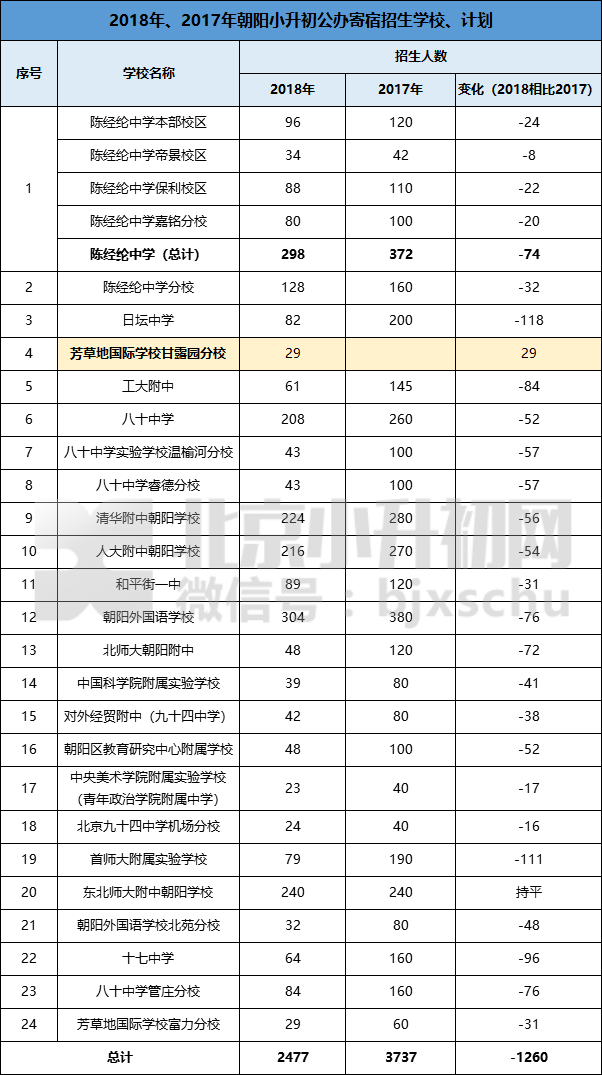 2018年、2017年朝阳小升初公办寄宿招生学校、计划
序号 学校名称 招生人数
2018年 2017年 变化（2018相比2017）
1
陈经纶中学本部校区 96 120 -24
陈经纶中学帝景校区 34 42 -8
陈经纶中学保利校区 88 110 -22
陈经纶中学嘉铭分校 80 100 -20
陈经纶中学（总计） 298 372 -74
2 陈经纶中学分校 128 160 -32
3 日坛中学 82 200 -118
4 芳草地国际学校甘露园分校 29 29
5 工大附中 61 145 -84
6 八十中学 208 260 -52
7 八十中学实验学校温榆河分校 43 100 -57
8 八十中学睿德分校 43 100 -57
9 清华附中朝阳学校 224 280 -56
10 人大附中朝阳学校 216 270 -54
11 和平街一中 89 120 -31
12 朝阳外国语学校 304 380 -76
13 北师大朝阳附中 48 120 -72
14 中国科学院附属实验学校 39 80 -41
15 对外经贸附中（九十四中学） 42 80 -38
16 朝阳区教育研究中心附属学校 48 100 -52
17 中央美术学院附属实验学校
（青年政治学院附属中学） 23 40 -17
18 北京九十四中学机场分校 24 40 -16
19 首师大附属实验学校 79 190 -111
20 东北师大附中朝阳学校 240 240 持平
21 朝阳外国语学校北苑分校 32 80 -48
22 十七中学 64 160 -96
23 八十中学管庄分校 84 160 -76
24 芳草地国际学校富力分校 29 60 -31
总计 2477 3737 -1260
北京小升初网
微信号：bjxschu